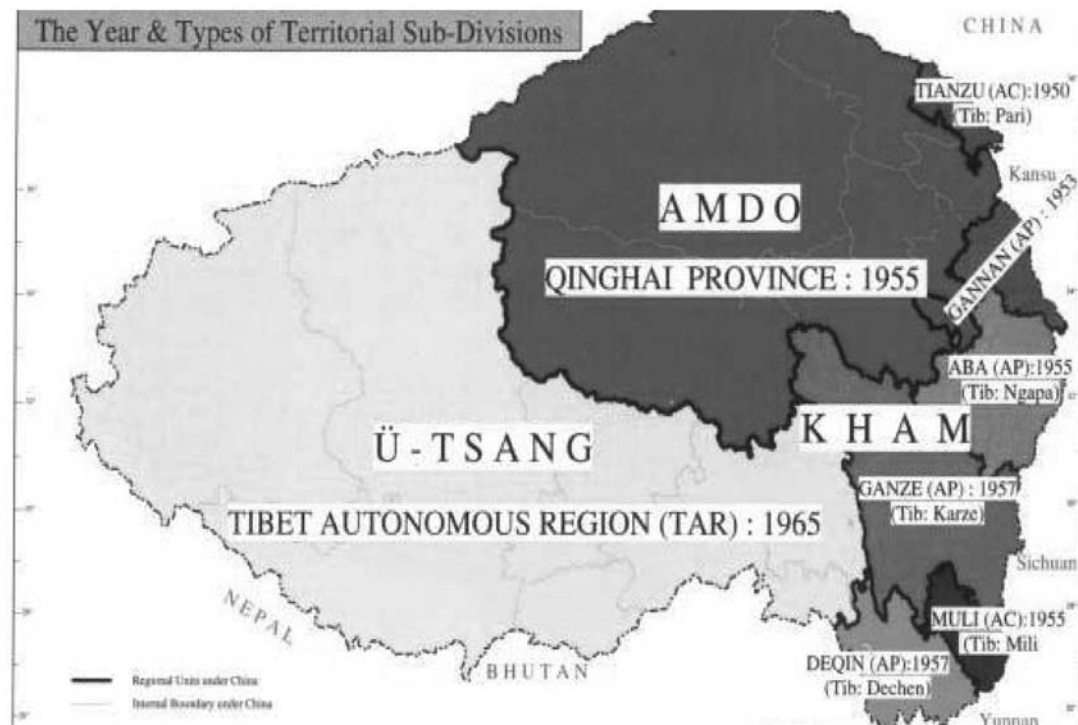 The Year & Types of Territorial Sub-Divisions
CHINA
TIANZU (AC):1950
(Tib: Pari)
Kansu
AMDO
GANNAN (AP) : 1953
QINGHAI PROVINCE : 1955
ABA (AP):1955
(Tib: Ngapa)
KHAM
Ü-TSANG
GANZE (AP) : 1957
(Tib: Karze)
TIBET AUTONOMOUS REGION (TAR) : 1965
Sichuan
NEPAL
MULI (AC):1955
(Tib: Mili
BHUTAN
DEQIN (AP):1957
(Tib: Dechen)
Regional Units under China
Internal Boundary under China
Yunnan